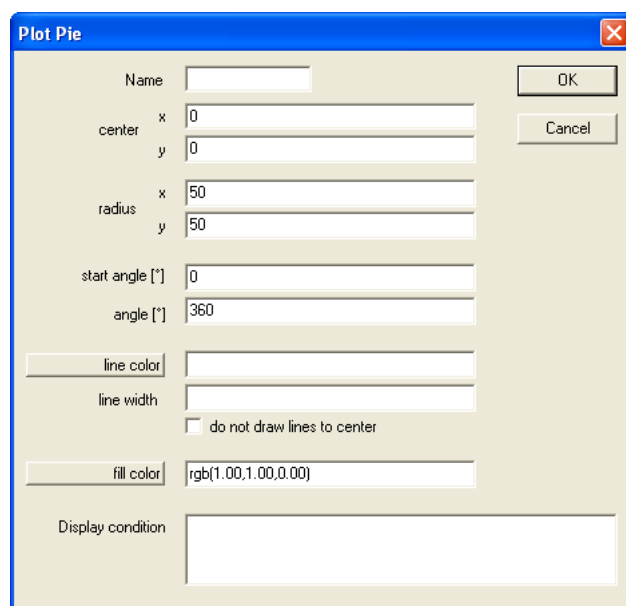 Plot Pie
Name
OK
center
x 0
Cancel
y 0
radius
x 50
y 50
start angle [°] 0
angle [°] 360
line color
line width
do not draw lines to center
fill color rgb(1.00,1.00,0.00)
Display condition